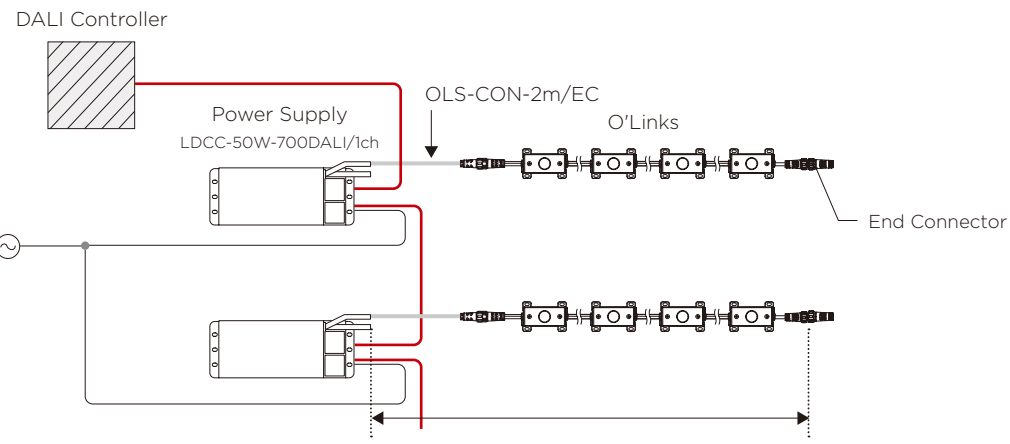 DALI Controller
Power Supply
LDCC-50W-700DALI/1ch
OLS-CON-2m/EC
O'Links
End Connector